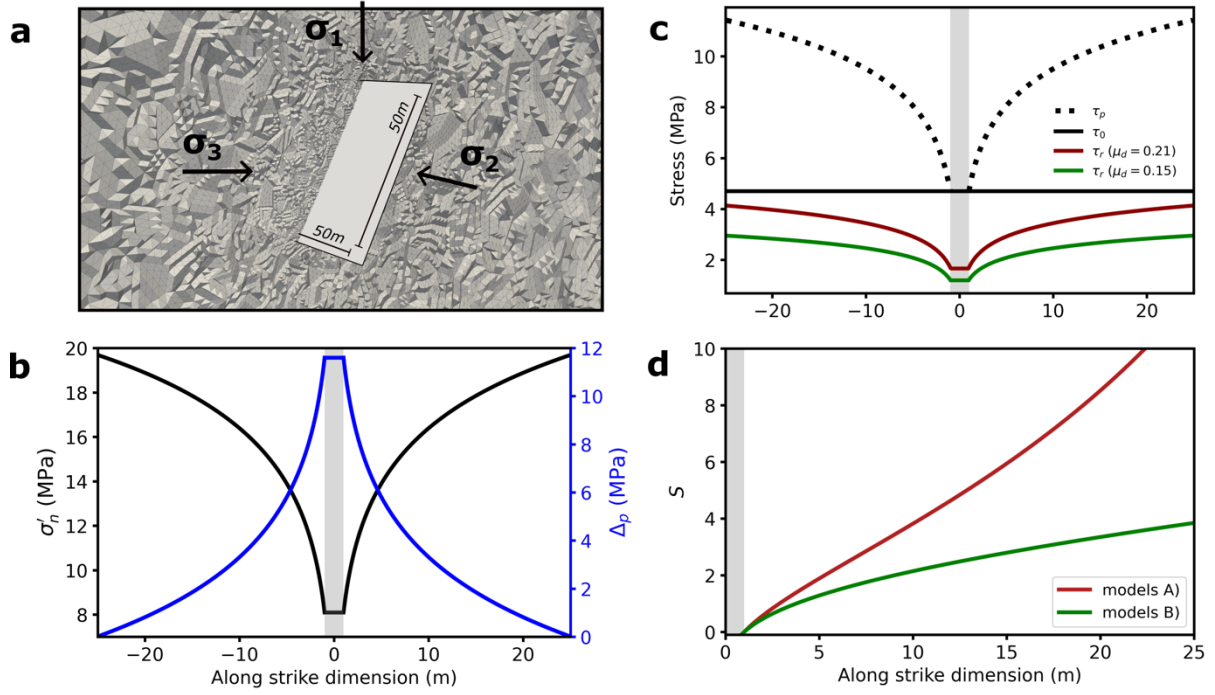 a
σ1
σ3
σ2
50m
50m
c
Stress (MPa)
10
8
6
4
2
τp
τ0
τr (μd = 0.21)
τr (μd = 0.15)
−20
−10
0
10
20
b
σ′n (MPa)
20
18
16
14
12
10
8
12
10
8
6
4
2
0
Δp (MPa)
−20
−10
0
10
20
Along strike dimension (m)
d
S
10
8
6
4
2
0
models A)
models B)
0
5
10
15
20
25
Along strike dimension (m)